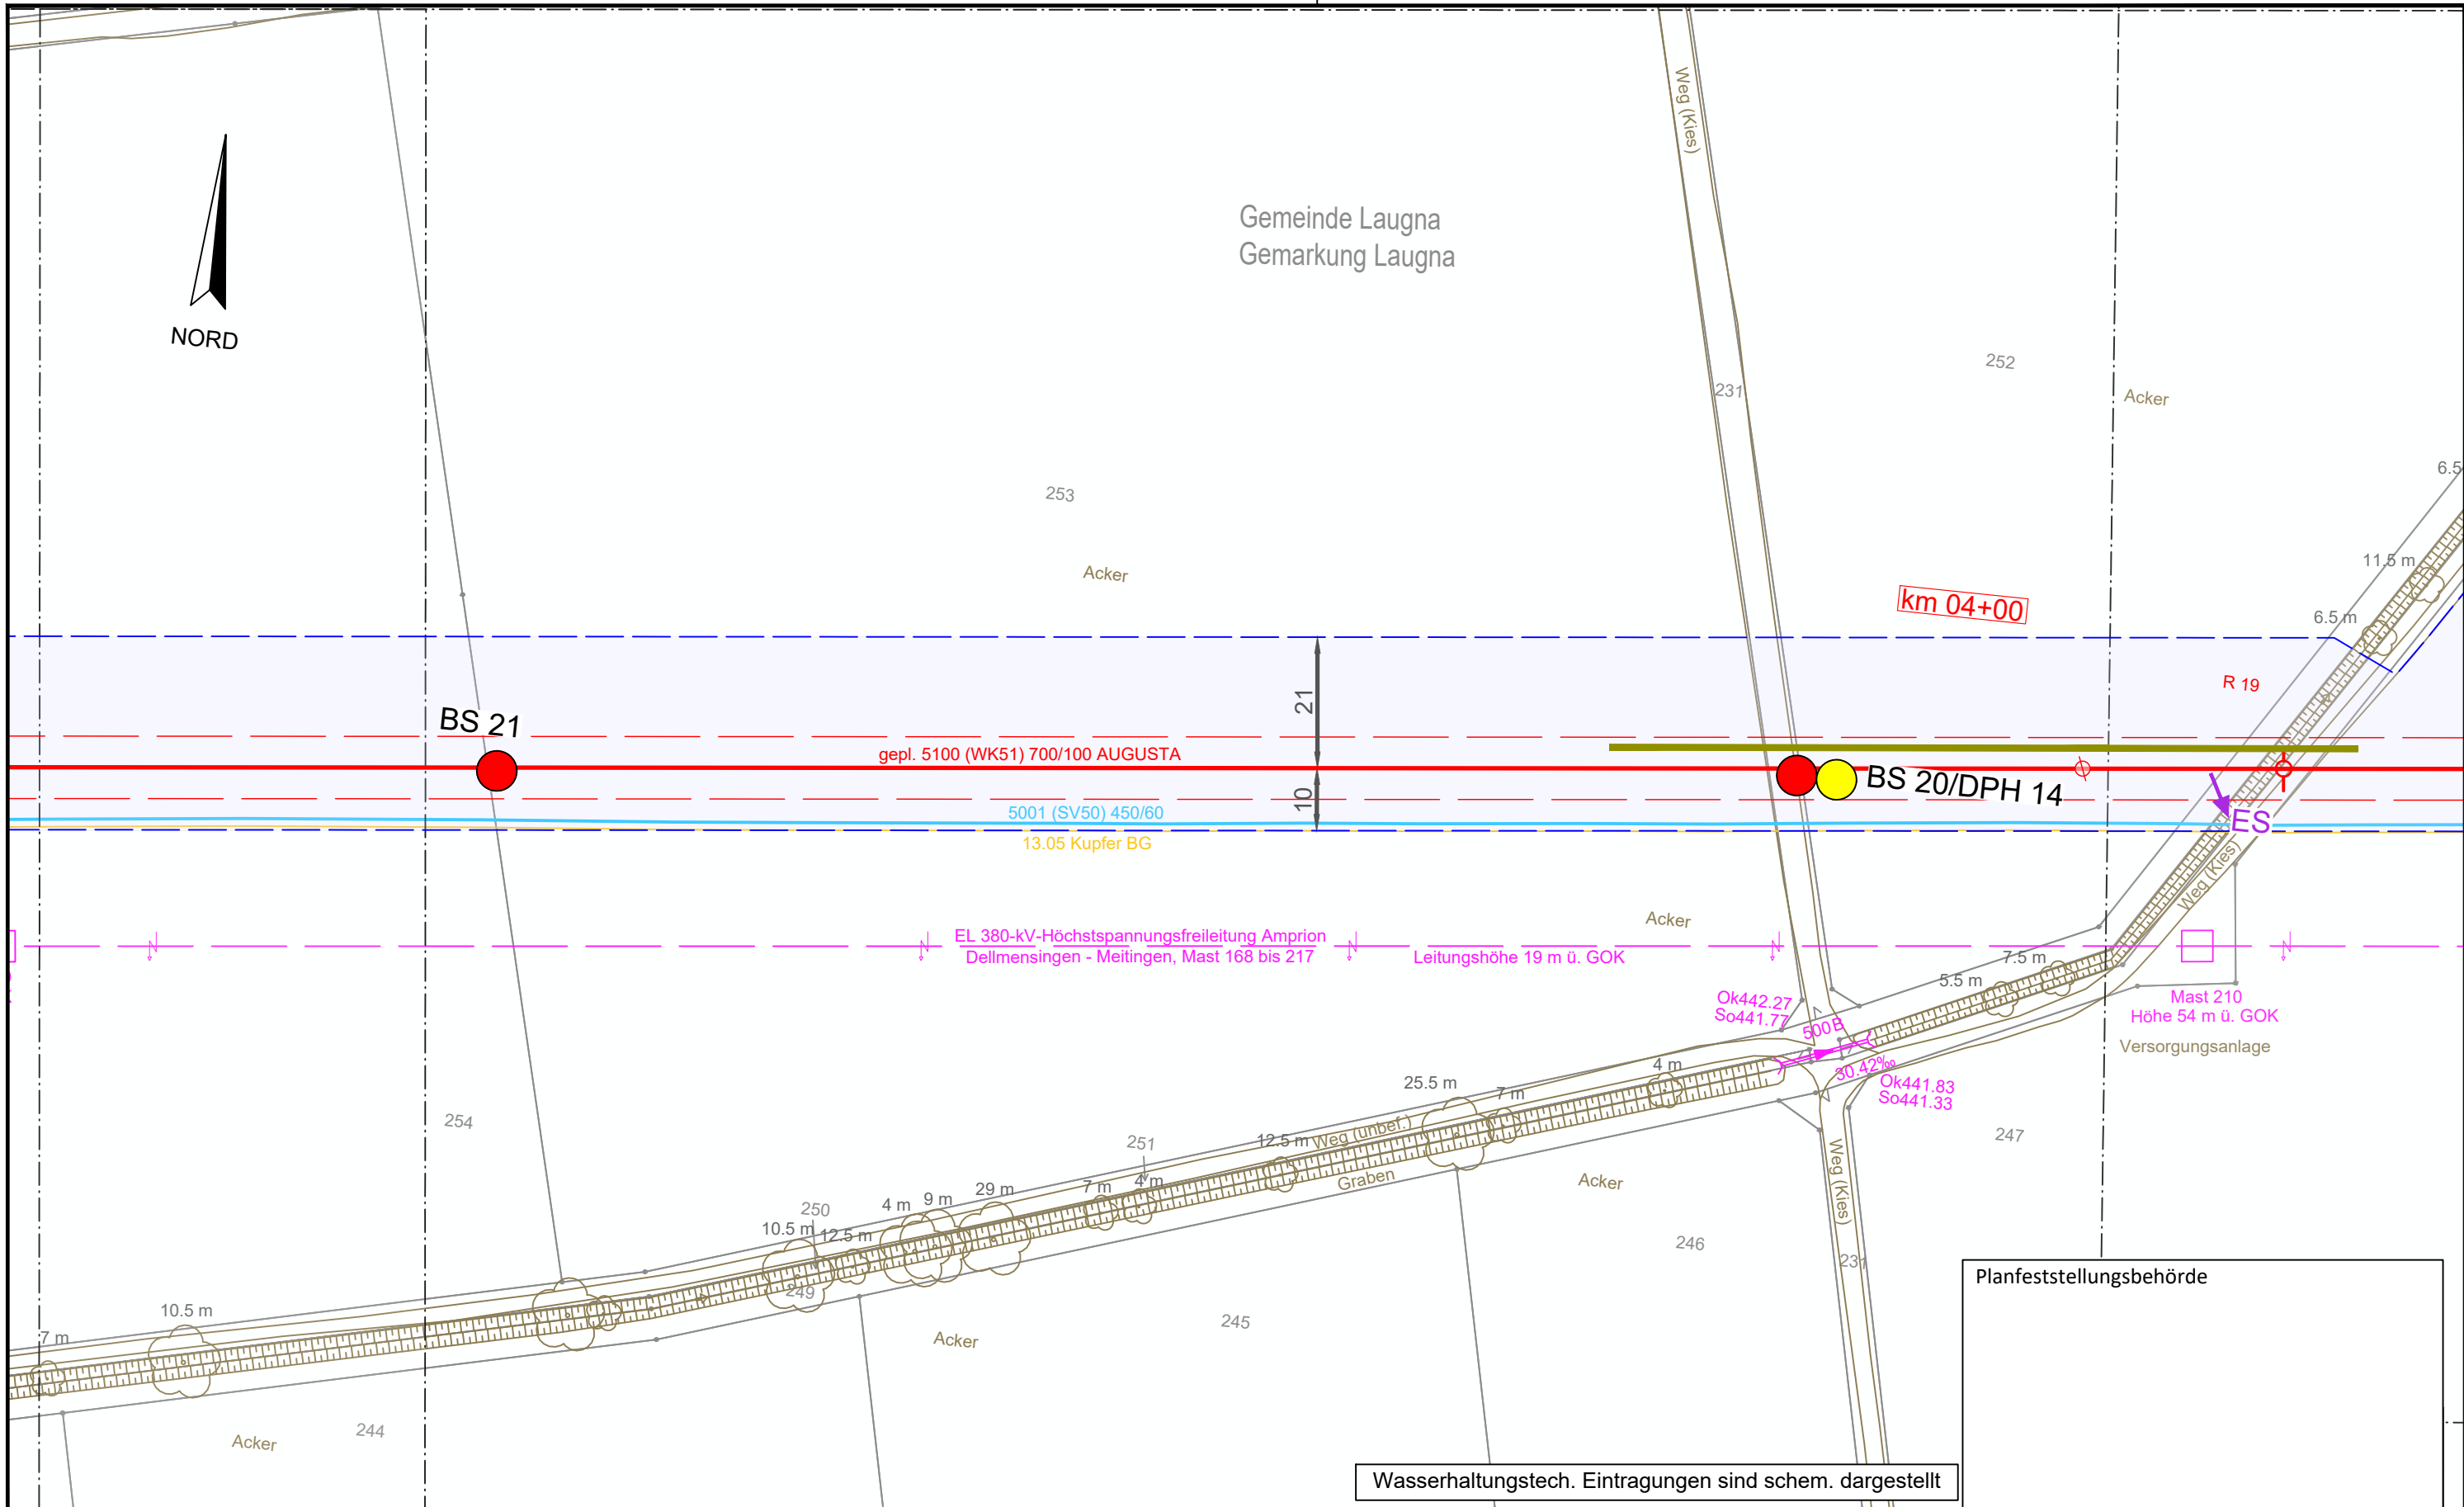 Weg (Kies)
NORD
Gemeinde Laugna
Gemarkung Laugna
252
231
Acker
6.5
253
11.5 m
Acker
km 04+00
6.5 m
R 19
21
BS 21
gepl. 5100 (WK51) 700/100 AUGUSTA
BS 20/DPH 14
10
5001 (SV50) 450/60
ES
13.05 Kupfer BG
Weg (Kies)
Acker
EL 380-kV-Höchstspannungsfreileitung Amprion
Dellmensingen - Meitingen, Mast 168 bis 217
Leitungshöhe 19 m ü. GOK
7.5 m
5.5 m
Ok442.27
So441.77
500B
Mast 210
Höhe 54 m ü. GOK
Versorgungsanlage
30.42‰
Ok441.83
So441.33
4 m
25.5 m
7 m
254
251
12.5 m
Weg (unbef.)
247
Weg (Kies)
Graben
Acker
7 m
4 m
29 m
9 m
4 m
250
10.5 m
12.5 m
246
231
249
Planfeststellungsbehörde
10.5 m
7 m
245
Acker
244
Acker
Wasserhaltungstech. Eintragungen sind schem. dargestellt